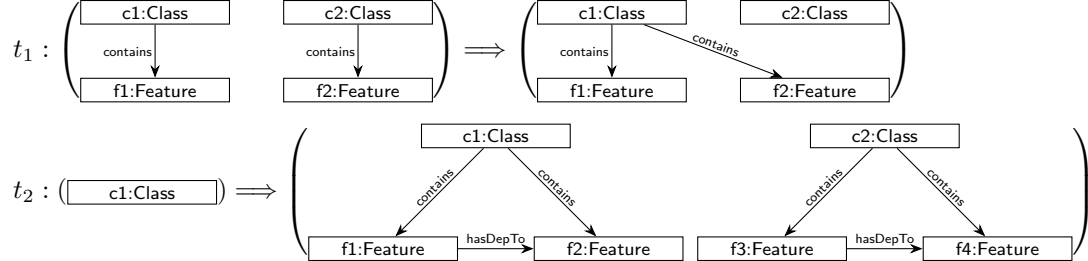 c1:Class c2:Class c1:Class c2:Class
t1 : ( contains contains ) ⟹ ( contains contains )
f1:Feature f2:Feature f1:Feature f2:Feature
c1:Class c2:Class
t2 : ( c1:Class ) ⟹ ( contains contains contains contains )
f1:Feature hasDepTo f2:Feature f3:Feature hasDepTo f4:Feature